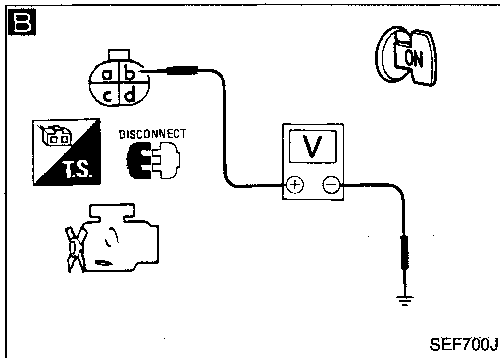 B
ON
a b
c d
DISCONNECT
T.S.
V
+ −
SEF700J